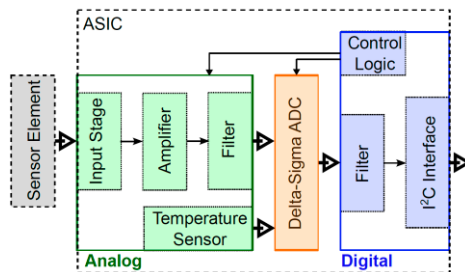 ASIC
Control
Logic
Sensor Element
Input Stage
Amplifier
Filter
Delta-Sigma ADC
Filter
I²C Interface
Temperature
Sensor
Analog
Digital